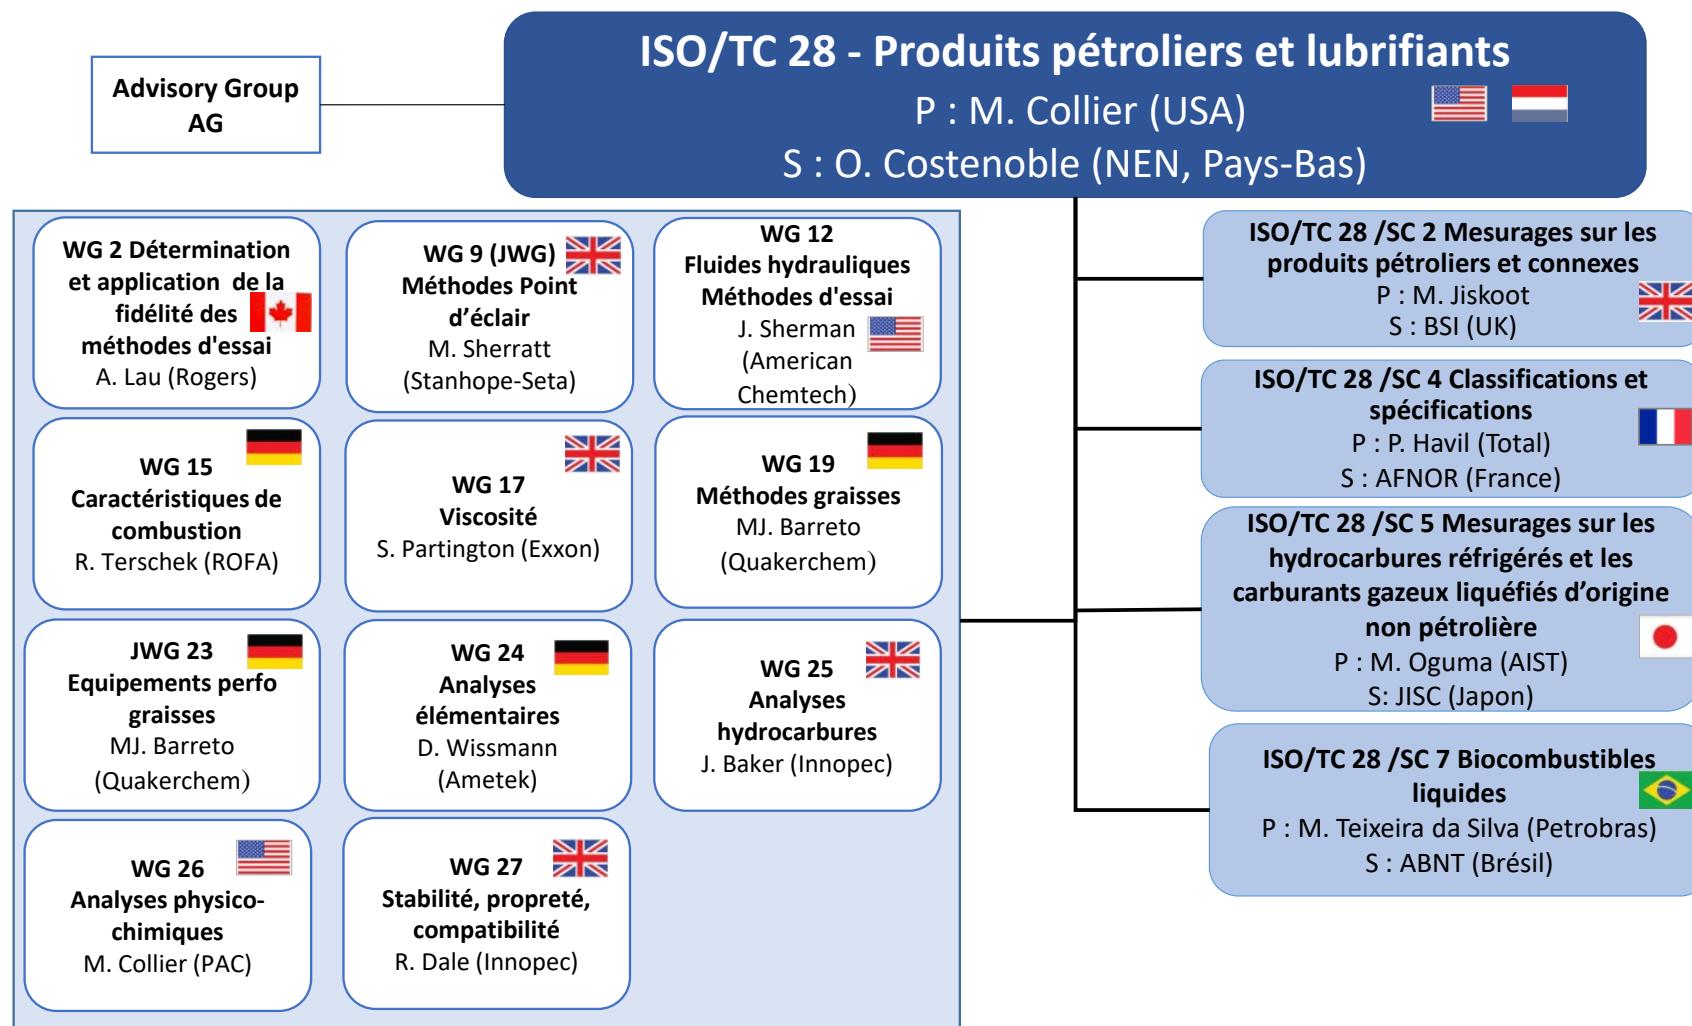 ISO/TC 28 - Produits pétroliers et lubrifiants
P : M. Collier (USA)
S : O. Costenoble (NEN, Pays-Bas)
Advisory Group
AG
WG 2 Détermination
et application de la
fidélité des
méthodes d'essai
A. Lau (Rogers)
WG 9 (JWG)
Méthodes Point
d’éclair
M. Sherratt
(Stanhope-Seta)
WG 12
Fluides hydrauliques
Méthodes d'essai
J. Sherman
(American
Chemtech)
WG 15
Caractéristiques de
combustion
R. Terschek (ROFA)
WG 17
Viscosité
S. Partington (Exxon)
WG 19
Méthodes graisses
MJ. Barreto
(Quakerchem)
JWG 23
Equipements perfo
graisses
MJ. Barreto
(Quakerchem)
WG 24
Analyses
élémentaires
D. Wissmann
(Ametek)
WG 25
Analyses
hydrocarbures
J. Baker (Innopec)
WG 26
Analyses physico-
chimiques
M. Collier (PAC)
WG 27
Stabilité, propreté,
compatibilité
R. Dale (Innopec)
ISO/TC 28 /SC 2 Mesurages sur les
produits pétroliers et connexes
P : M. Jiskoot
S : BSI (UK)
ISO/TC 28 /SC 4 Classifications et
spécifications
P : P. Havil (Total)
S : AFNOR (France)
ISO/TC 28 /SC 5 Mesurages sur les
hydrocarbures réfrigérés et les
carburants gazeux liquéfiés d’origine
non pétrolière
P : M. Oguma (AIST)
S: JISC (Japon)
ISO/TC 28 /SC 7 Biocombustibles
liquides
P : M. Teixeira da Silva (Petrobras)
S : ABNT (Brésil)